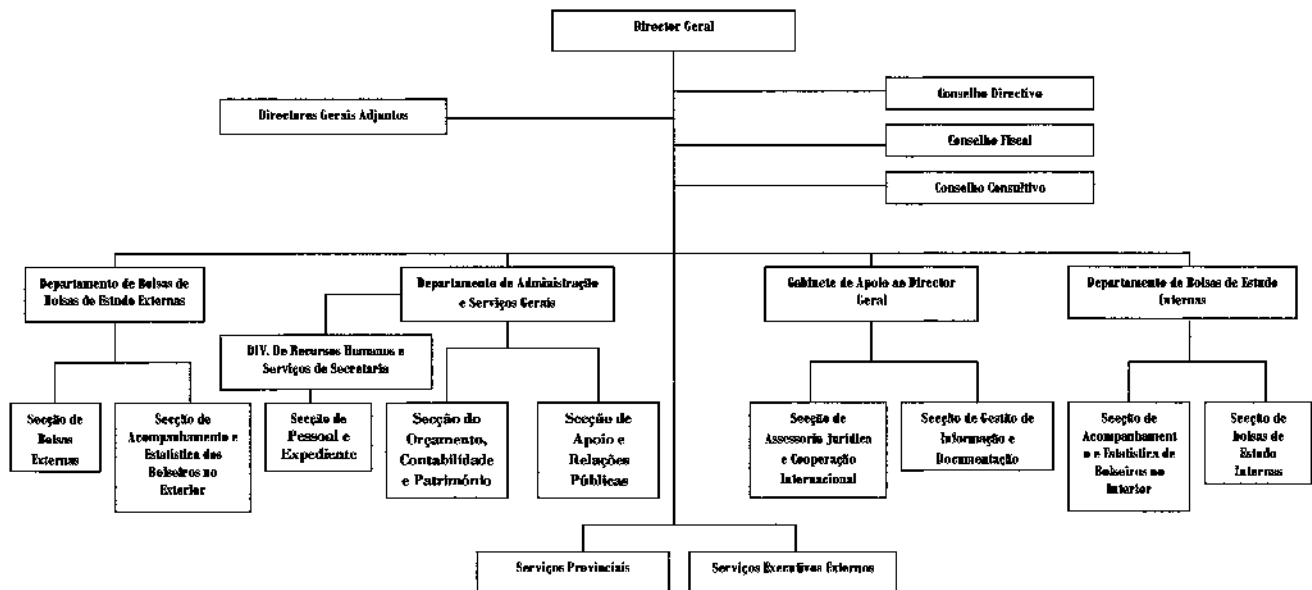 Director Geral
Conselho Directivo
Directores Gerais Adjuntos
Conselho Fiscal
Conselho Consultivo
Departamento de Bolsas de
Bolsas de Estudo Externas
Departamento de Administração
e Serviços Gerais
Gabinete de Apoio ao Director
Geral
Departamento de Bolsas de Estudo
Internas
DIV. De Recursos Humanos e
Serviços de Secretaria
Secção de
Bolsas
Externas
Secção de
Acompanhamento e
Estatística dos
Bolseiros no
Exterior
Secção de
Pessoal e
Expediente
Secção do
Orçamento,
Contabilidade
e Património
Secção de
Apoio e
Relações
Públicas
Secção de
Assessoria Jurídica
e Cooperação
Internacional
Secção de Gestão de
Informação e
Documentação
Secção de
Acompanhament
o e Estatística de
Bolseiros no
Interior
Secção de
bolsas de
Estudo
Internas
Serviços Provinciais
Serviços Executivos Externos